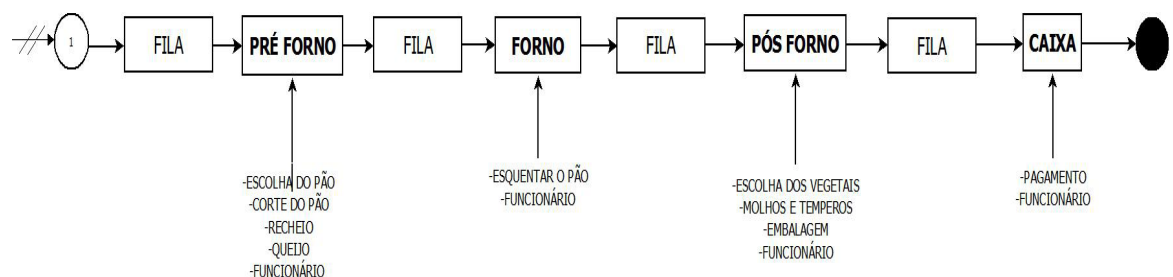 1
FILA
PRÉ FORNO
FILA
FORNO
FILA
PÓS FORNO
FILA
CAIXA
-ESCOLHA DO PÃO
-CORTE DO PÃO
-RECHEIO
-QUEIJO
-FUNCIONÁRIO
-ESQUENTAR O PÃO
-FUNCIONÁRIO
-ESCOLHA DOS VEGETAIS
-MOLHOS E TEMPEROS
-EMBALAGEM
-FUNCIONÁRIO
-PAGAMENTO
-FUNCIONÁRIO